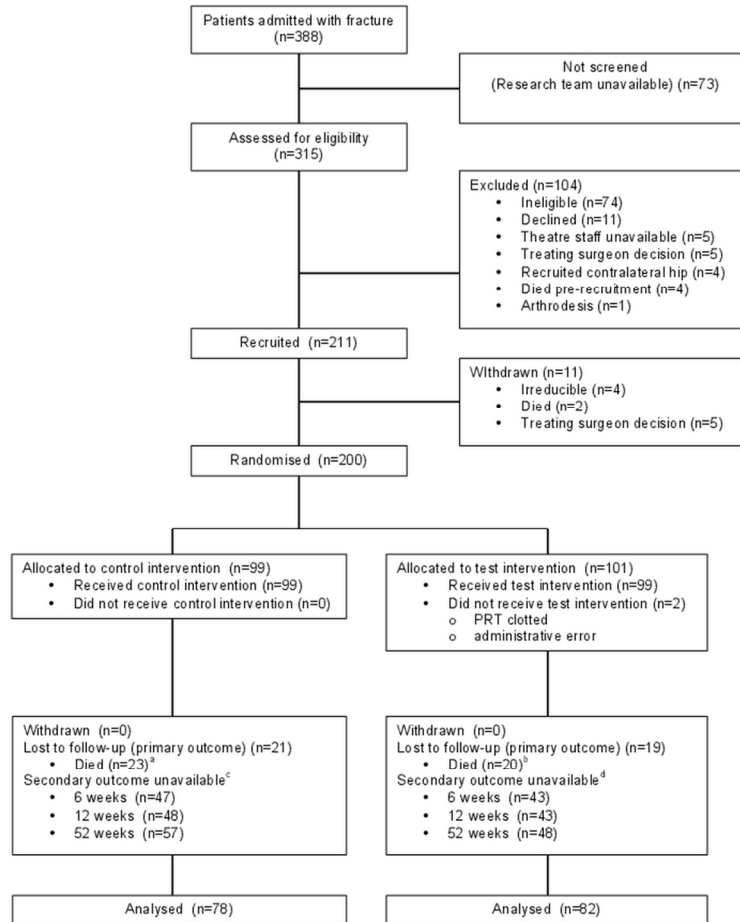 Patients admitted with fracture
(n=388)
Not screened
(Research team unavailable) (n=73)
Assessed for eligibility
(n=315)
Excluded (n=104)
• Ineligible (n=74)
• Declined (n=11)
• Theatre staff unavailable (n=5)
• Treating surgeon decision (n=5)
• Recruited contralateral hip (n=4)
• Died pre-recruitment (n=4)
• Arthrodesis (n=1)
Recruited (n=211)
WIthdrawn (n=11)
• Irreducible (n=4)
• Died (n=2)
• Treating surgeon decision (n=5)
Randomised (n=200)
Allocated to control intervention (n=99)
• Received control intervention (n=99)
• Did not receive control intervention (n=0)
Allocated to test intervention (n=101)
• Received test intervention (n=99)
• Did not receive test intervention (n=2)
o PRT clotted
o administrative error
Withdrawn (n=0)
Lost to follow-up (primary outcome) (n=21)
• Died (n=23)a
Secondary outcome unavailablec
• 6 weeks (n=47)
• 12 weeks (n=48)
• 52 weeks (n=57)
Withdrawn (n=0)
Lost to follow-up (primary outcome) (n=19)
• Died (n=20)b
Secondary outcome unavailabled
• 6 weeks (n=43)
• 12 weeks (n=43)
• 52 weeks (n=48)
Analysed (n=78)
Analysed (n=82)